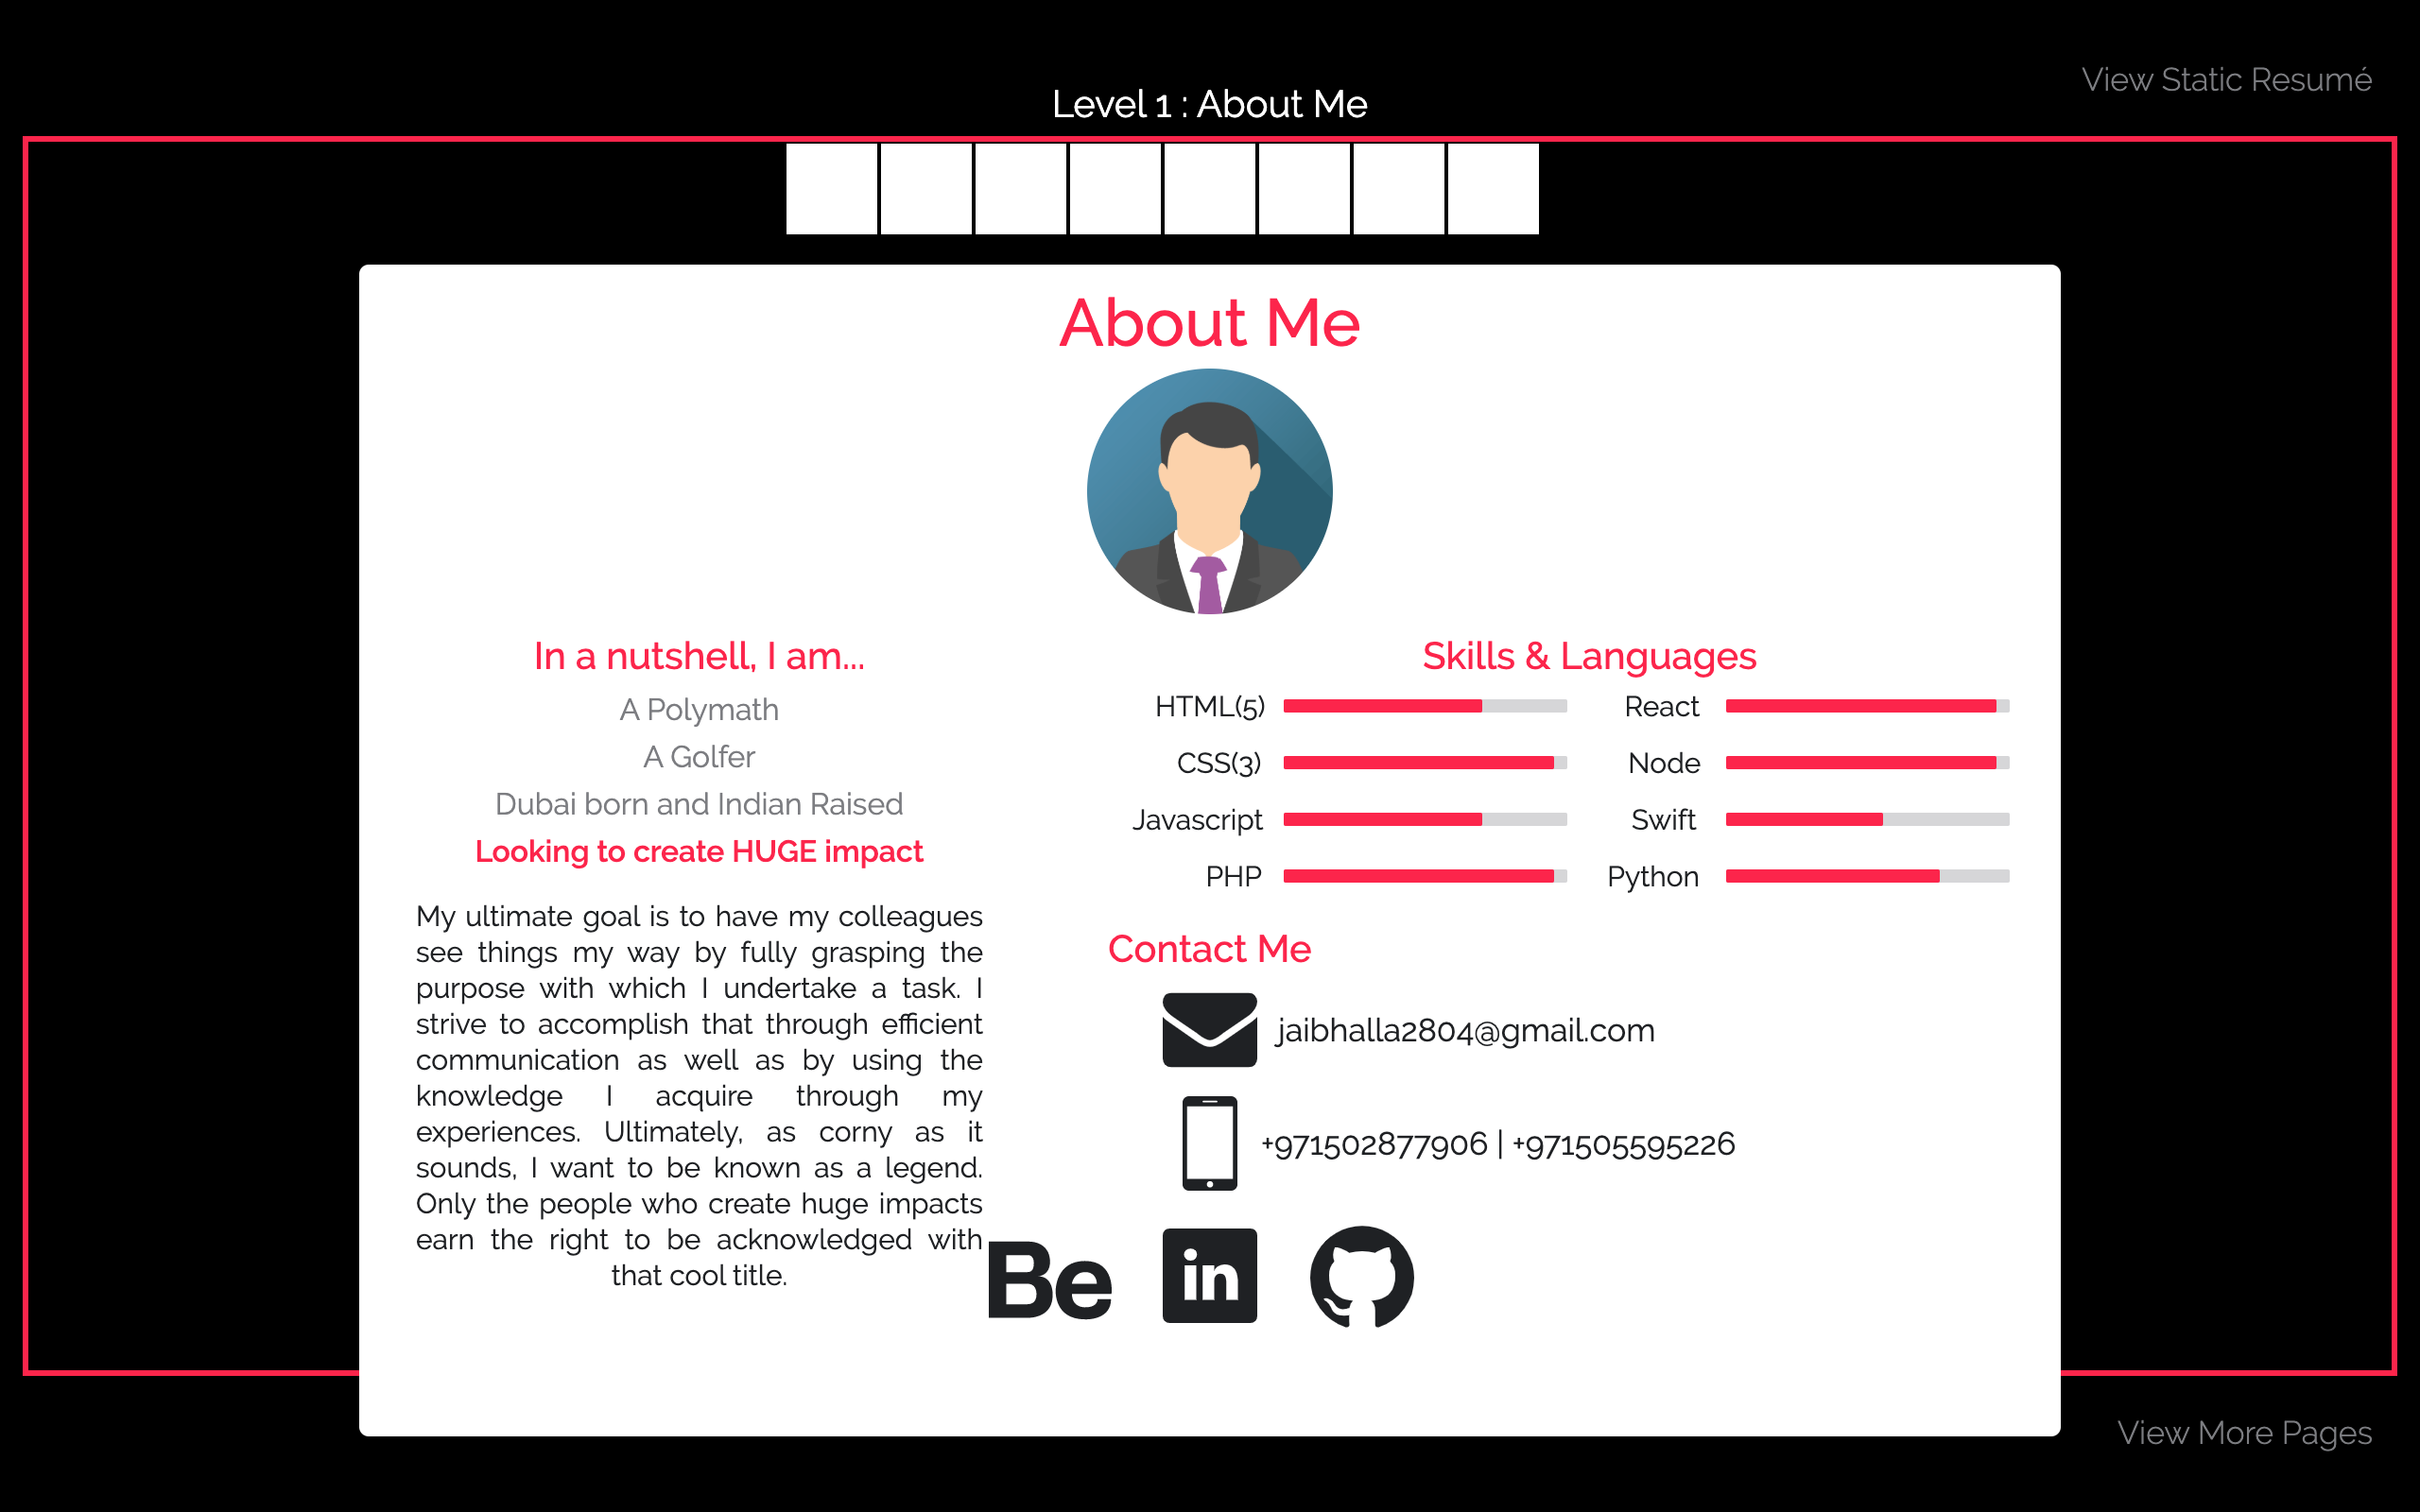 View Static Resumé
Level 1 : About Me
About Me
In a nutshell, I am...
A Polymath
A Golfer
Dubai born and Indian Raised
Looking to create HUGE impact
My ultimate goal is to have my colleagues
see things my way by fully grasping the
purpose with which I undertake a task. I
strive to accomplish that through efficient
communication as well as by using the
knowledge I acquire through my
experiences. Ultimately, as corny as it
sounds, I want to be known as a legend.
Only the people who create huge impacts
earn the right to be acknowledged with
that cool title.
Skills & Languages
HTML(5)
React
CSS(3)
Node
Javascript
Swift
PHP
Python
Contact Me
jaibhalla2804@gmail.com
+971502877906 | +971505595226
Be
in
View More Pages